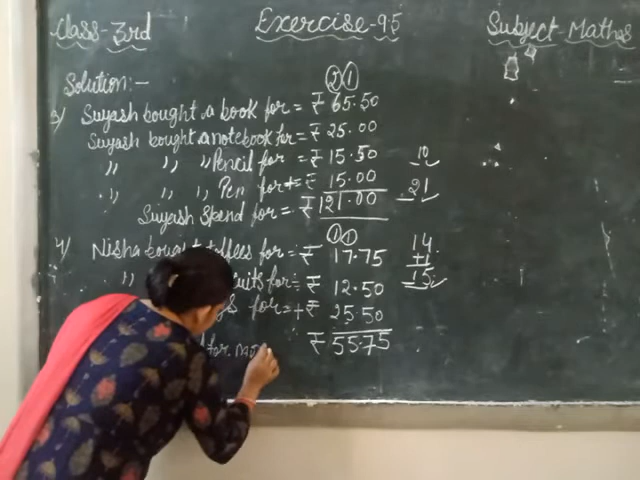 Class-3rd Exercise-95 Subject-Maths
Solution:-
② ①
3) Suyash bought a book for = ₹ 65.50
Suyash bought a notebook for = ₹ 25.00
,, ,, ,, Pencil for = ₹ 15.50 10
,, ,, ,, Pen for + = ₹ 15.00 21
Suyash Spend for = ₹ 121.00
① ①
4) Nisha bought toffees for = ₹ 17.75 14
+1
,, for = ₹ 12.50 15
for = + ₹ 25.50
for ₹ 55.75